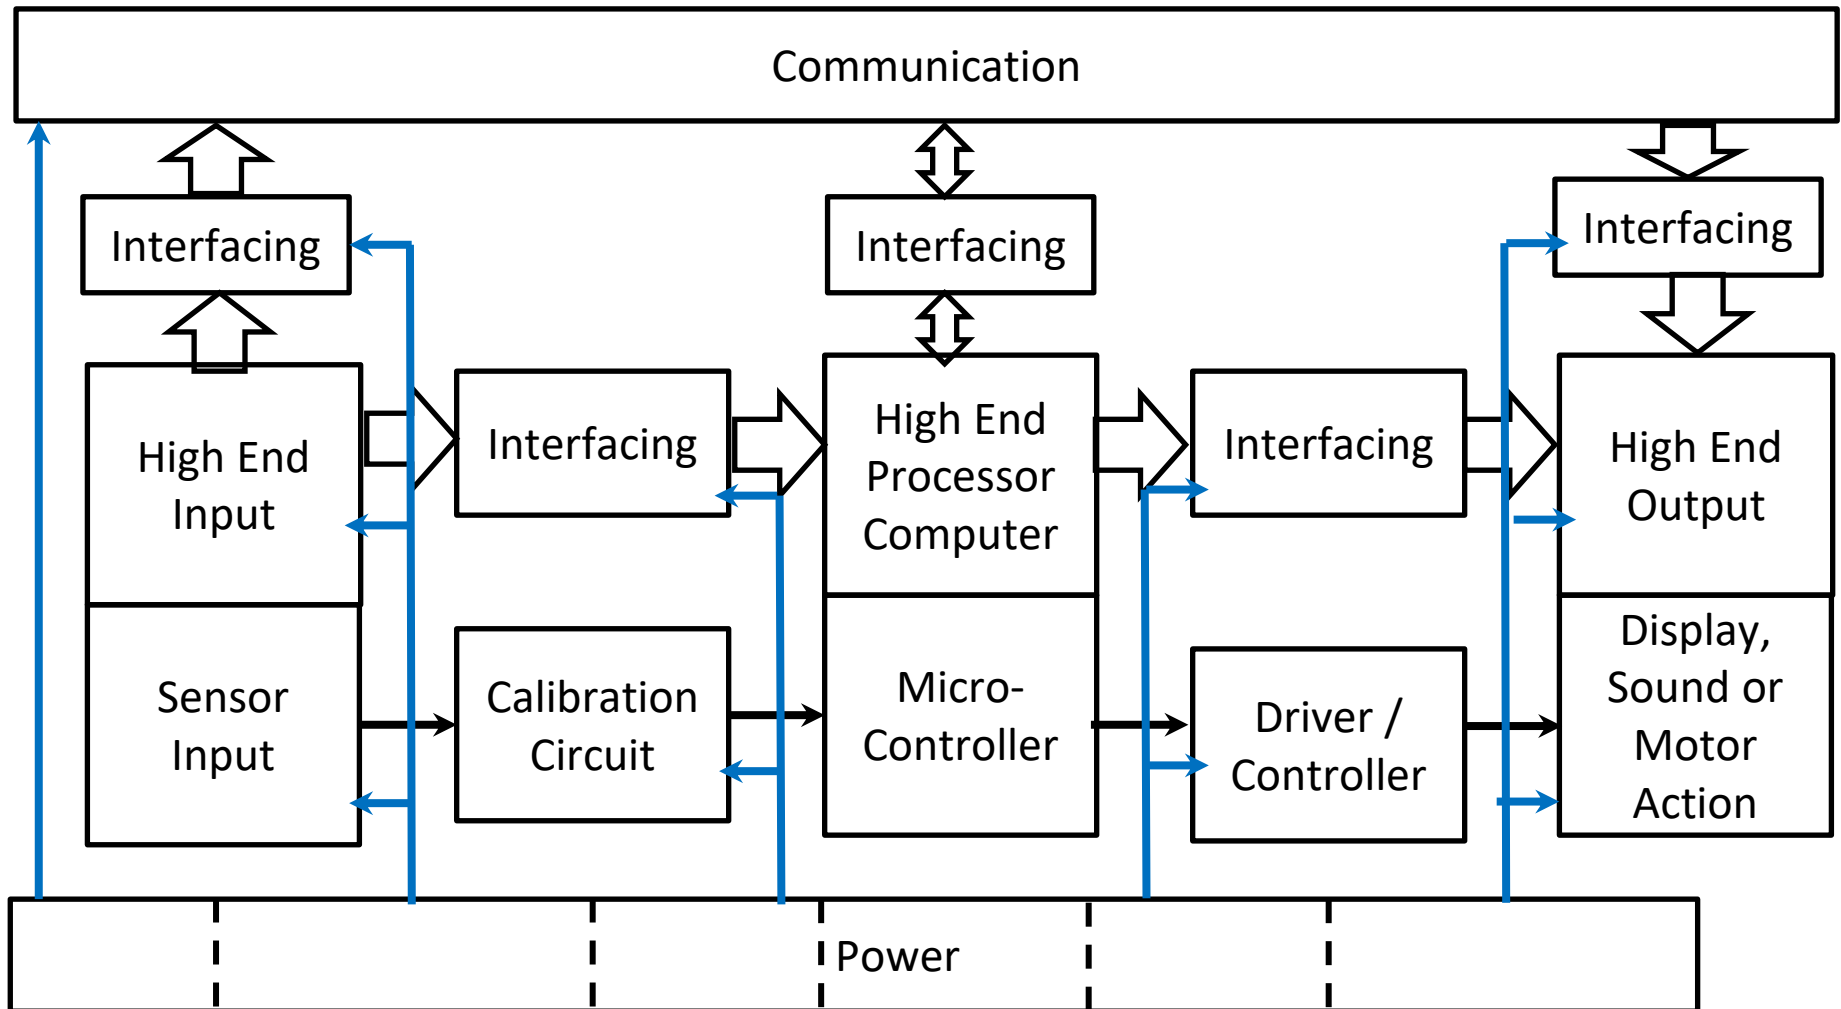 Communication
Interfacing
Interfacing
Interfacing
High End
Input
Interfacing
High End
Processor
Computer
Interfacing
High End
Output
Sensor
Input
Calibration
Circuit
Micro-
Controller
Driver /
Controller
Display,
Sound or
Motor
Action
Power